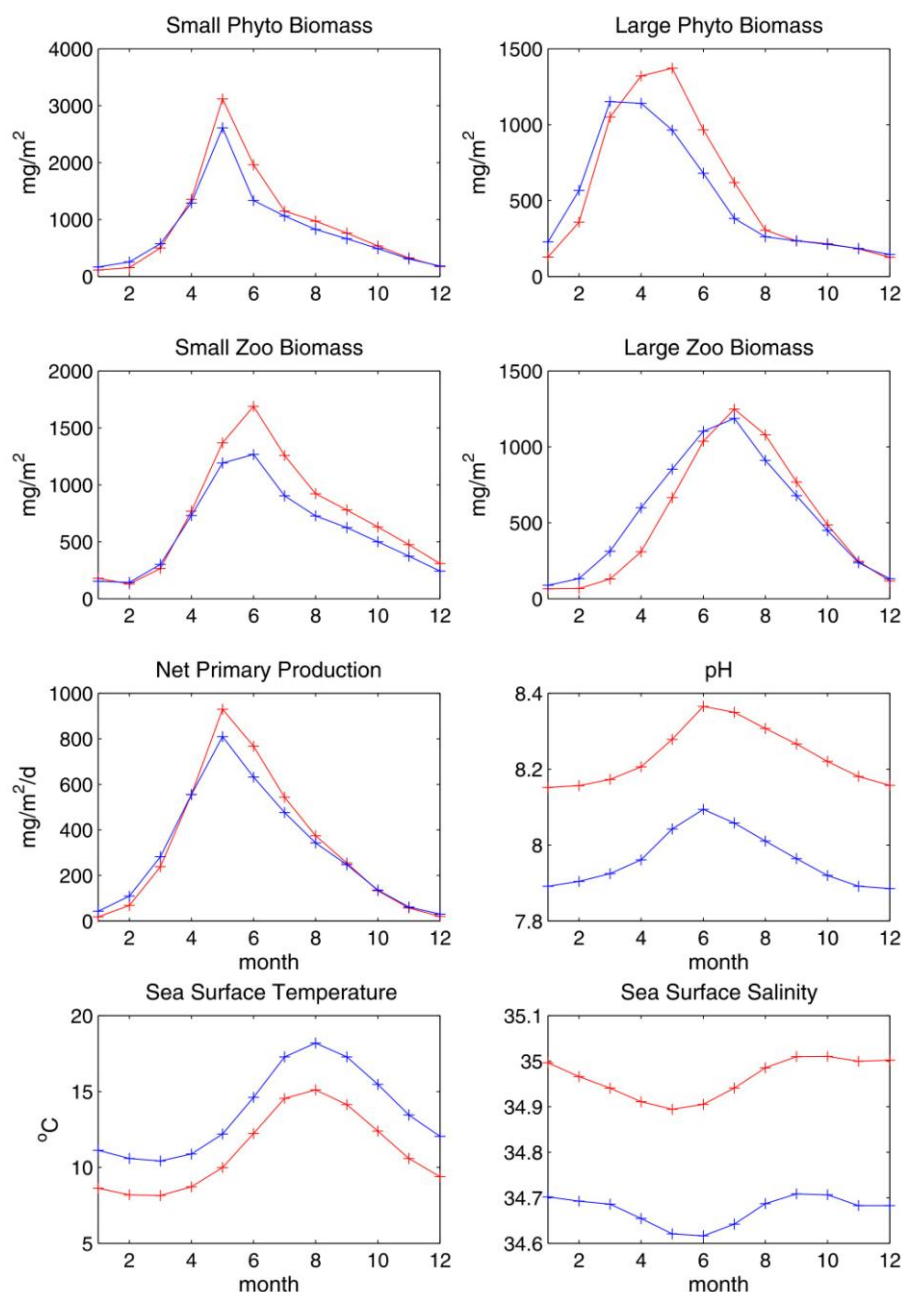 Small Phyto Biomass
4000
3000
2000
1000
0
mg/m²
2 4 6 8 10 12
Large Phyto Biomass
1500
1000
500
0
mg/m²
2 4 6 8 10 12
Small Zoo Biomass
2000
1500
1000
500
0
mg/m²
2 4 6 8 10 12
Large Zoo Biomass
1500
1000
500
0
mg/m²
2 4 6 8 10 12
Net Primary Production
1000
800
600
400
200
0
mg/m²/d
2 4 6 8 10 12
month
pH
8.4
8.2
8
7.8
2 4 6 8 10 12
month
Sea Surface Temperature
20
15
10
5
°C
2 4 6 8 10 12
month
Sea Surface Salinity
35.1
35
34.9
34.8
34.7
34.6
2 4 6 8 10 12
month